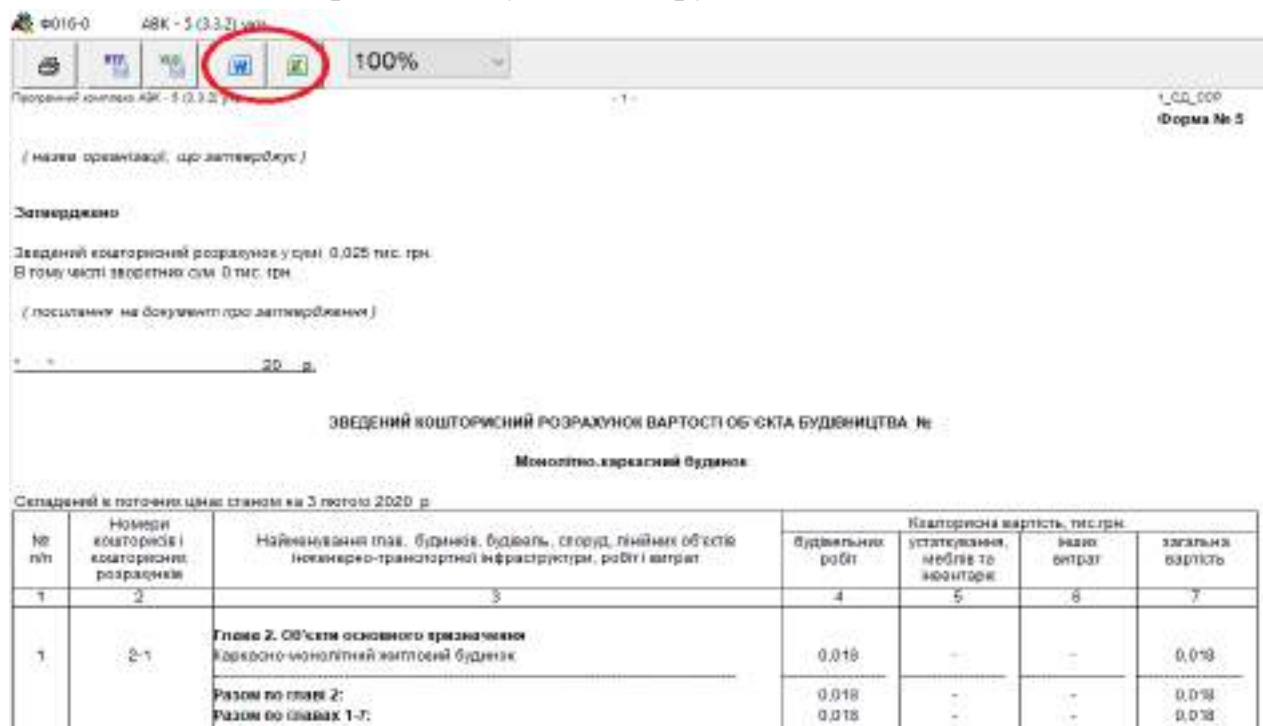 Ф016-0 АВК - 5 (3.3.2) укр.
RTF
100%
Програмний комплекс АВК - 5 (3.3.2) укр. - 1 - 1_СД_ССР
Форма № 5
( назва організації, що затверджує )
Затверджено
Зведений кошторисний розрахунок у сумі 0,025 тис. грн.
В тому числі зворотних сум 0 тис. грн.
( посилання на документ про затвердження )
" " 20 р.
ЗВЕДЕНИЙ КОШТОРИСНИЙ РОЗРАХУНОК ВАРТОСТІ ОБ'ЄКТА БУДІВНИЦТВА №
Монолітно-каркасний будинок
Складений в поточних цінах станом на 3 лютого 2020 р.
№ п/п
Номери кошторисів і кошторисних розрахунків
Найменування глав, будинків, будівель, споруд, лінійних об'єктів
інженерно-транспортної інфраструктури, робіт і витрат
Кошторисна вартість, тис.грн.
будівельних робіт
устаткування, меблів та інвентарю
інших витрат
загальна вартість
1 2 3 4 5 6 7
Глава 2. Об'єкти основного призначення
1 2-1 Каркасно-монолітний житловий будинок 0,018 - - 0,018
Разом по главі 2: 0,018 - - 0,018
Разом по главах 1-7: 0,018 - - 0,018